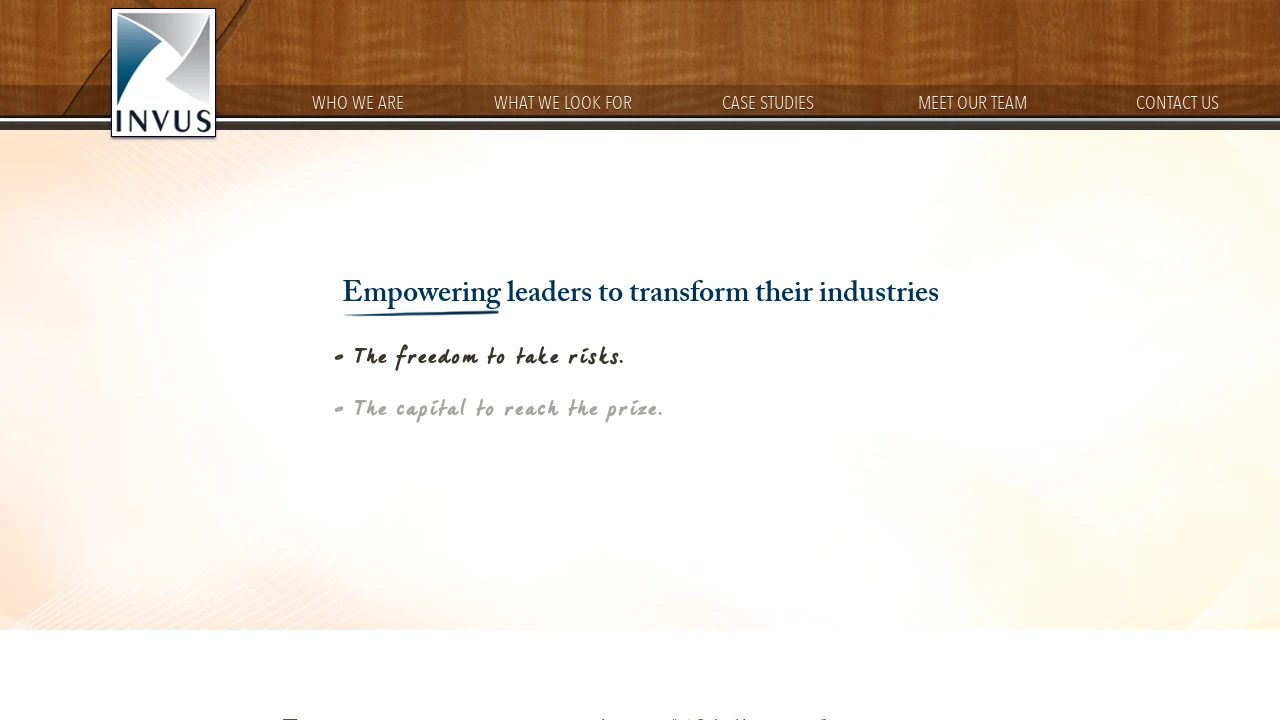 INVUS
WHO WE ARE
WHAT WE LOOK FOR
CASE STUDIES
MEET OUR TEAM
CONTACT US
Empowering leaders to transform their industries
- The freedom to take risks.
- The capital to reach the prize.